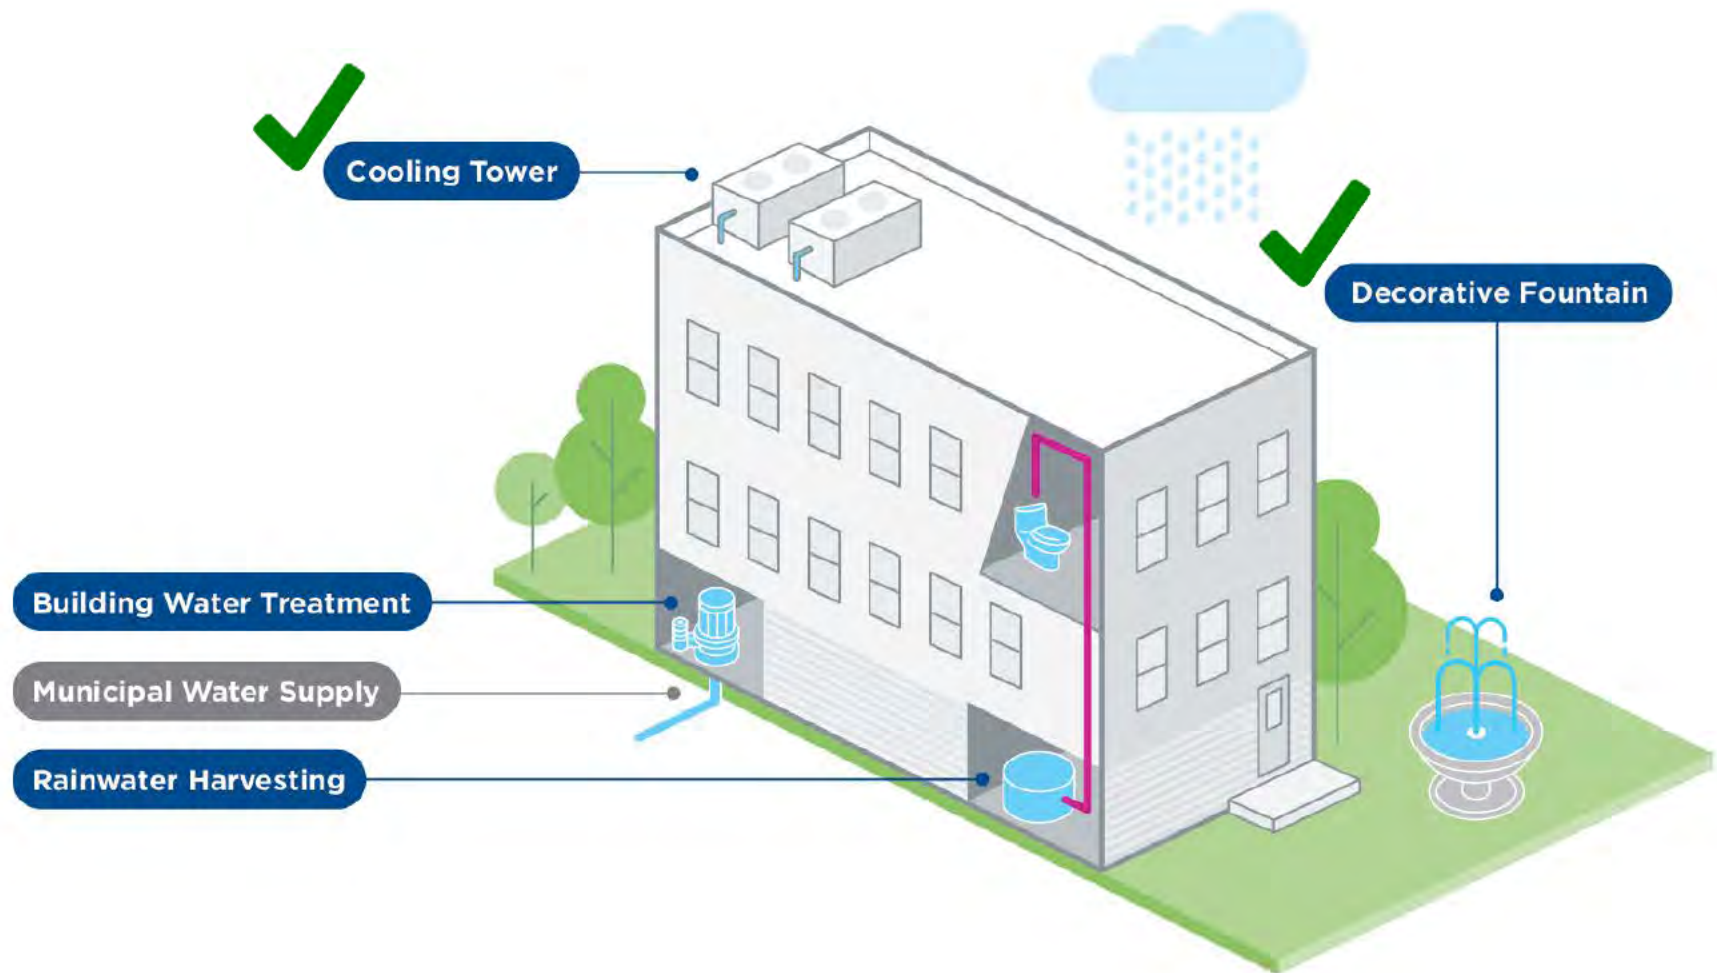 Cooling Tower
Decorative Fountain
Building Water Treatment
Municipal Water Supply
Rainwater Harvesting